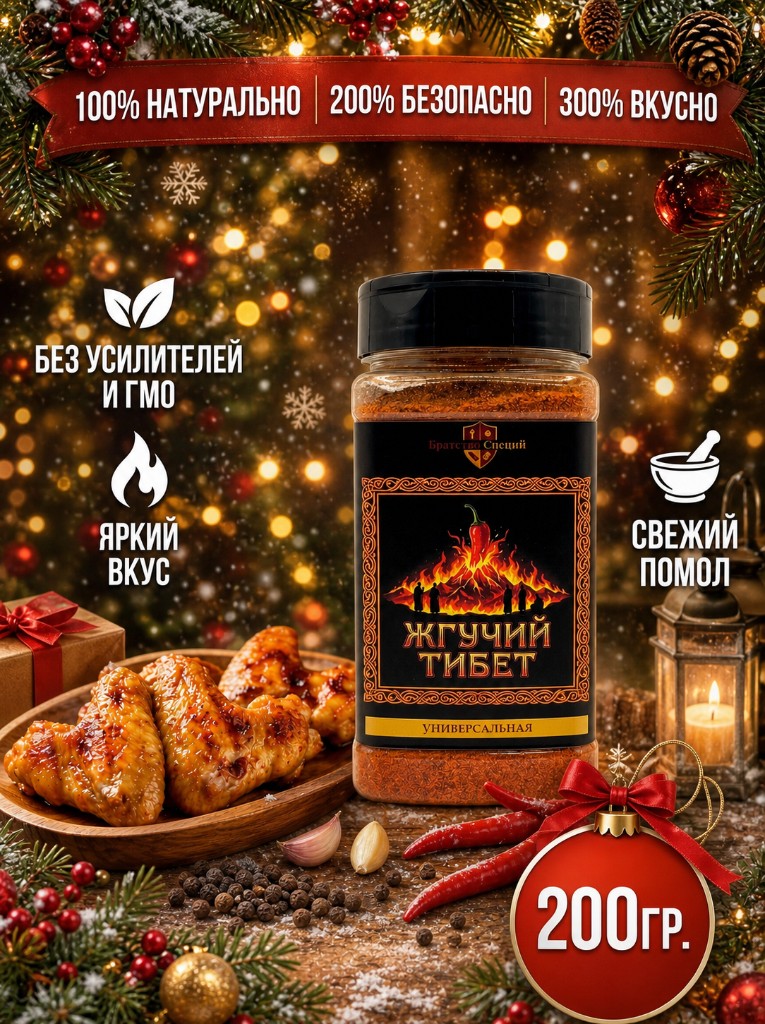 100% НАТУРАЛЬНО | 200% БЕЗОПАСНО | 300% ВКУСНО
БЕЗ УСИЛИТЕЛЕЙ
И ГМО
ЯРКИЙ
ВКУС
Братство Специй
СВЕЖИЙ
ПОМОЛ
ЖГУЧИЙ
ТИБЕТ
УНИВЕРСАЛЬНАЯ
200ГР.